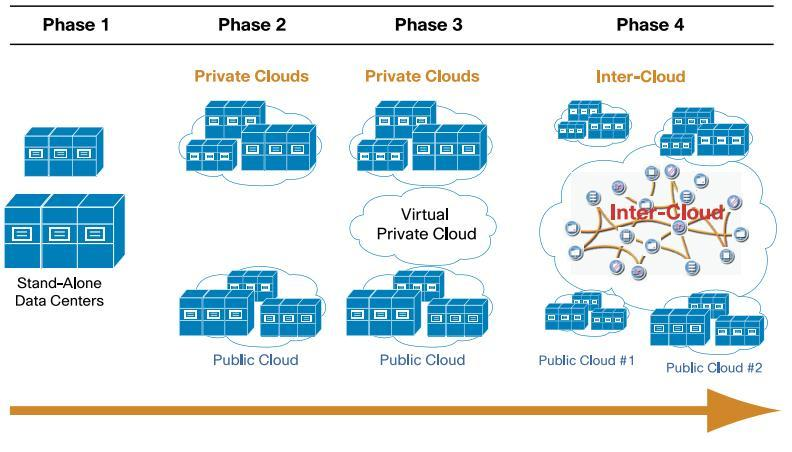 Phase 1
Phase 2
Phase 3
Phase 4
Private Clouds
Private Clouds
Inter-Cloud
Virtual
Private Cloud
Inter-Cloud
Stand-Alone
Data Centers
Public Cloud
Public Cloud
Public Cloud #1
Public Cloud #2